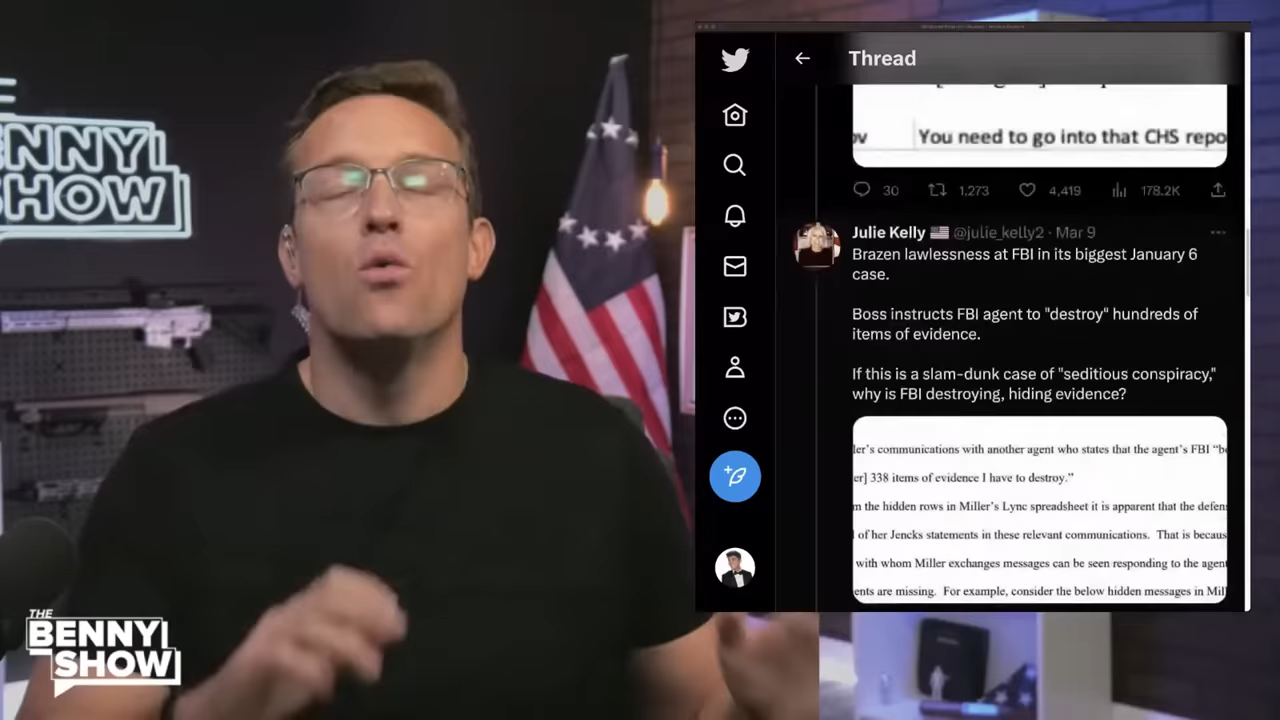 THE
BENNY
SHOW
Thread
ov
You need to go into that CHS repo
30
1,273
4,419
178.2K
Julie Kelly 🇺🇸 @julie_kelly2 · Mar 9
Brazen lawlessness at FBI in its biggest January 6
case.
Boss instructs FBI agent to "destroy" hundreds of
items of evidence.
If this is a slam-dunk case of "seditious conspiracy,"
why is FBI destroying, hiding evidence?
ler's communications with another agent who states that the agent's FBI "b
er] 338 items of evidence I have to destroy."
m the hidden rows in Miller's Lync spreadsheet it is apparent that the defen
l of her Jencks statements in these relevant communications. That is becaus
with whom Miller exchanges messages can be seen responding to the agent
ents are missing. For example, consider the below hidden messages in Mil
THE
BENNY
SHOW